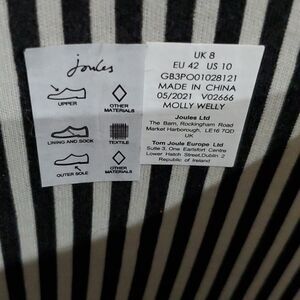 Joules
UPPER
OTHER
MATERIALS
LINING AND SOCK
TEXTILE
OUTER SOLE
OTHER
MATERIALS
UK 8
EU 42 US 10
GB3PO01028121
MADE IN CHINA
05/2021 V02666
MOLLY WELLY
Joules Ltd
The Barn, Rockingham Road
Market Harborough, LE16 7QD
UK
Tom Joule Europe Ltd
Suite 3, One Earlsfort Centre
Lower Hatch Street,Dublin 2
Republic of Ireland